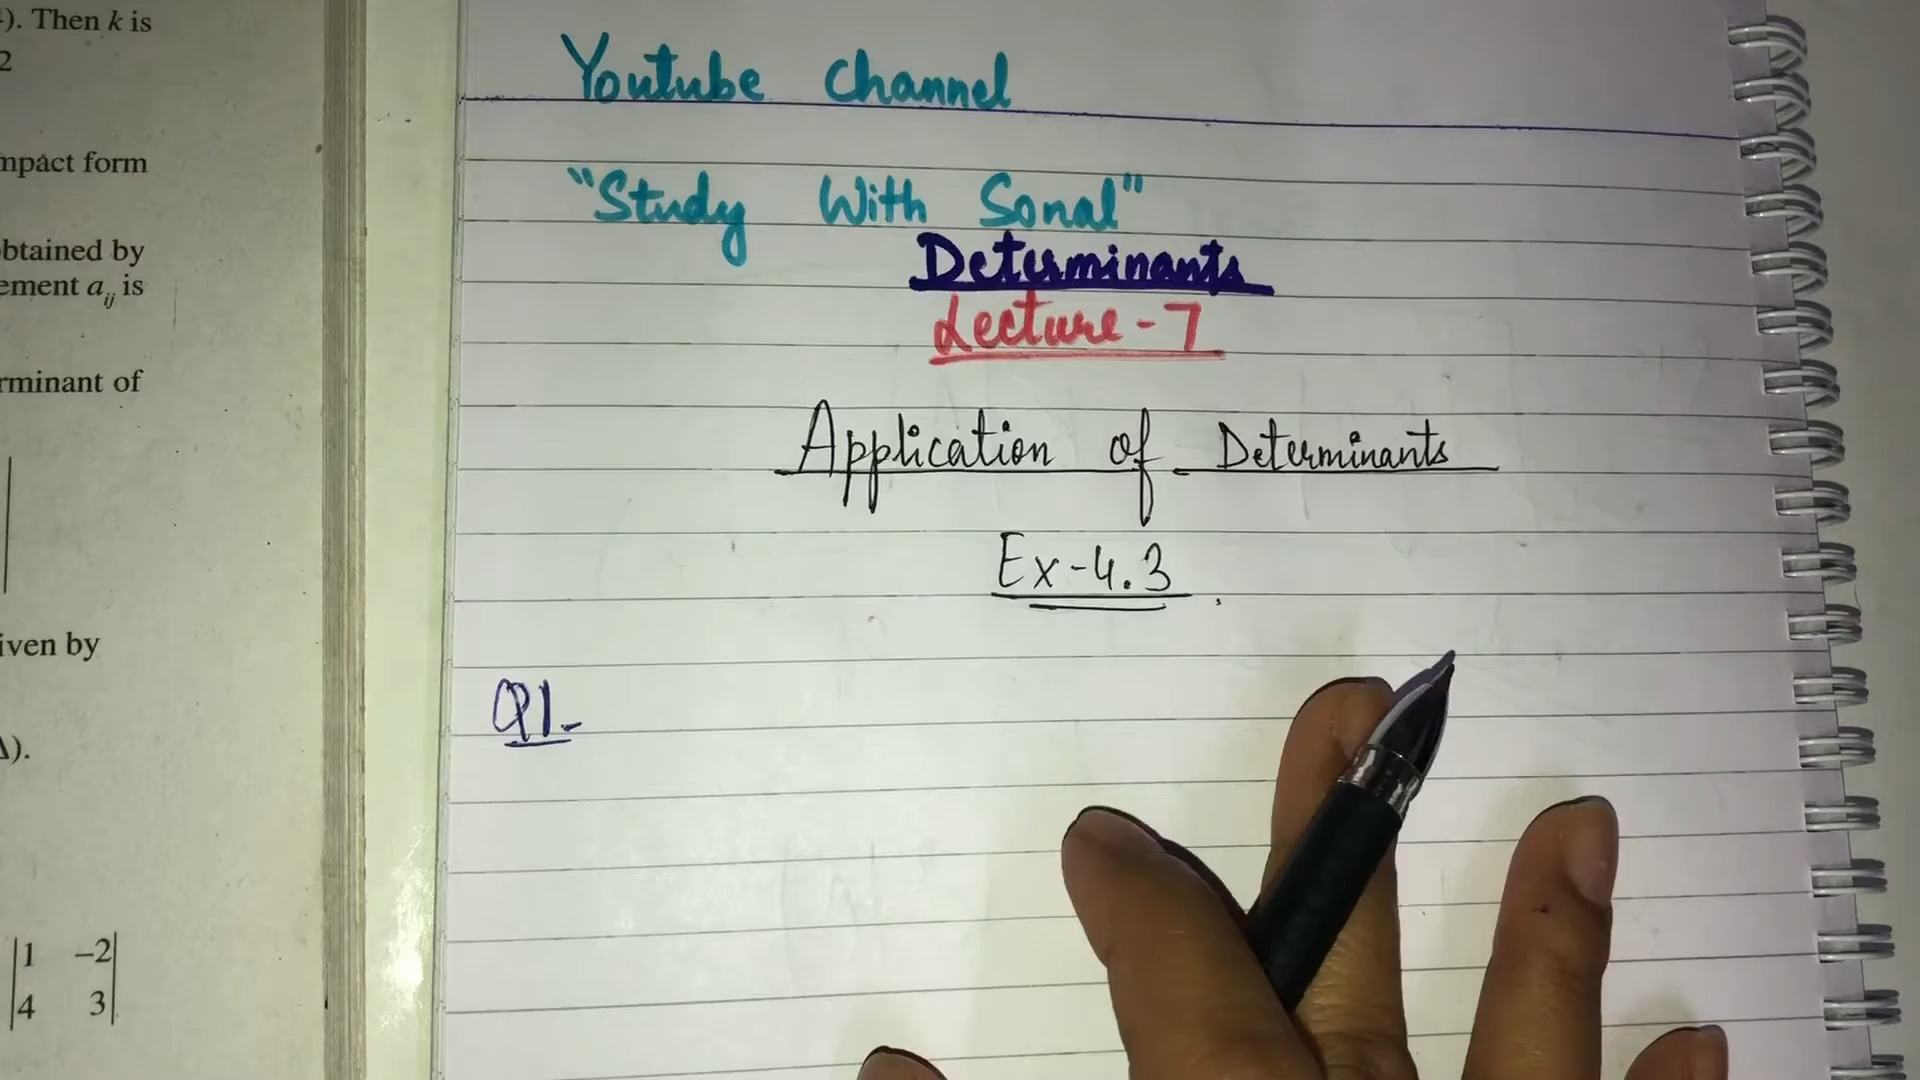 ). Then k is
2
mpact form
btained by
ement aij is
rminant of
iven by
).
1 -2
4 3
Youtube Channel
"Study With Sonal"
Determinants
Lecture-7
Application of Determinants
Ex-4.3
Q1-